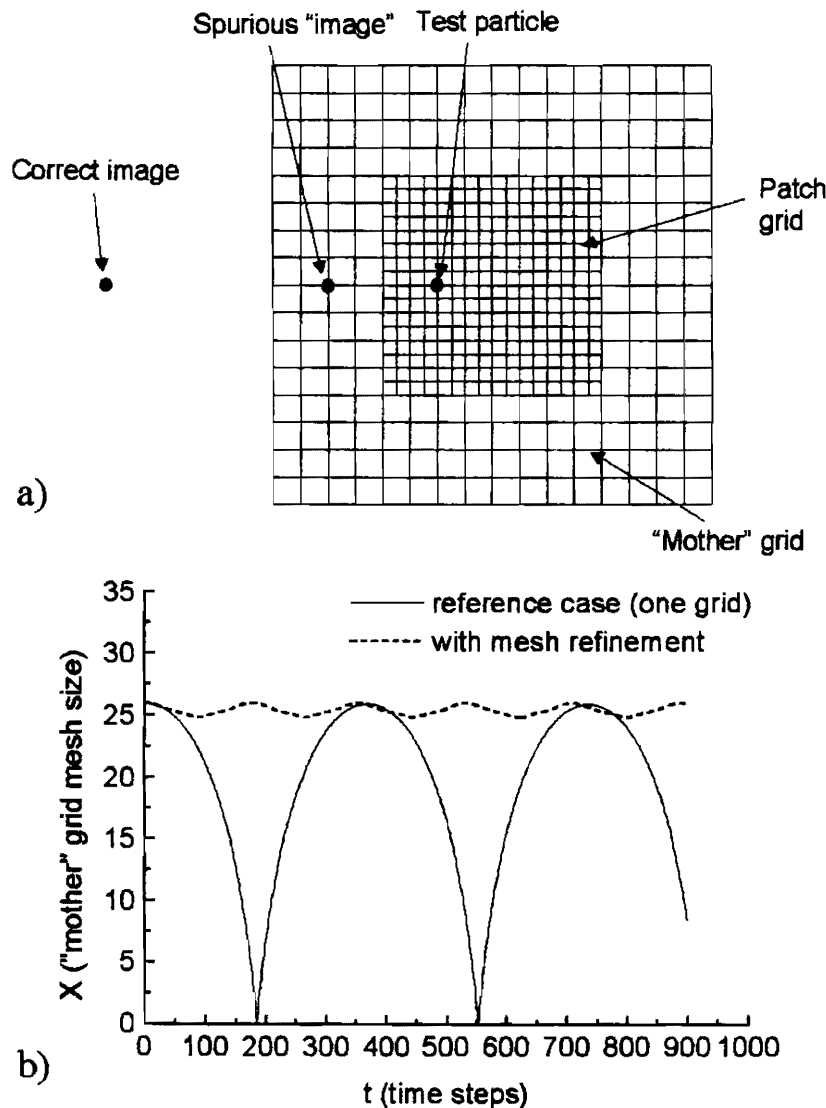 Spurious "image"
Test particle
Correct image
Patch
grid
a)
"Mother" grid
reference case (one grid)
with mesh refinement
X ("mother" grid mesh size)
35
30
25
20
15
10
5
0
0 100 200 300 400 500 600 700 800 900 1000
b)
t (time steps)